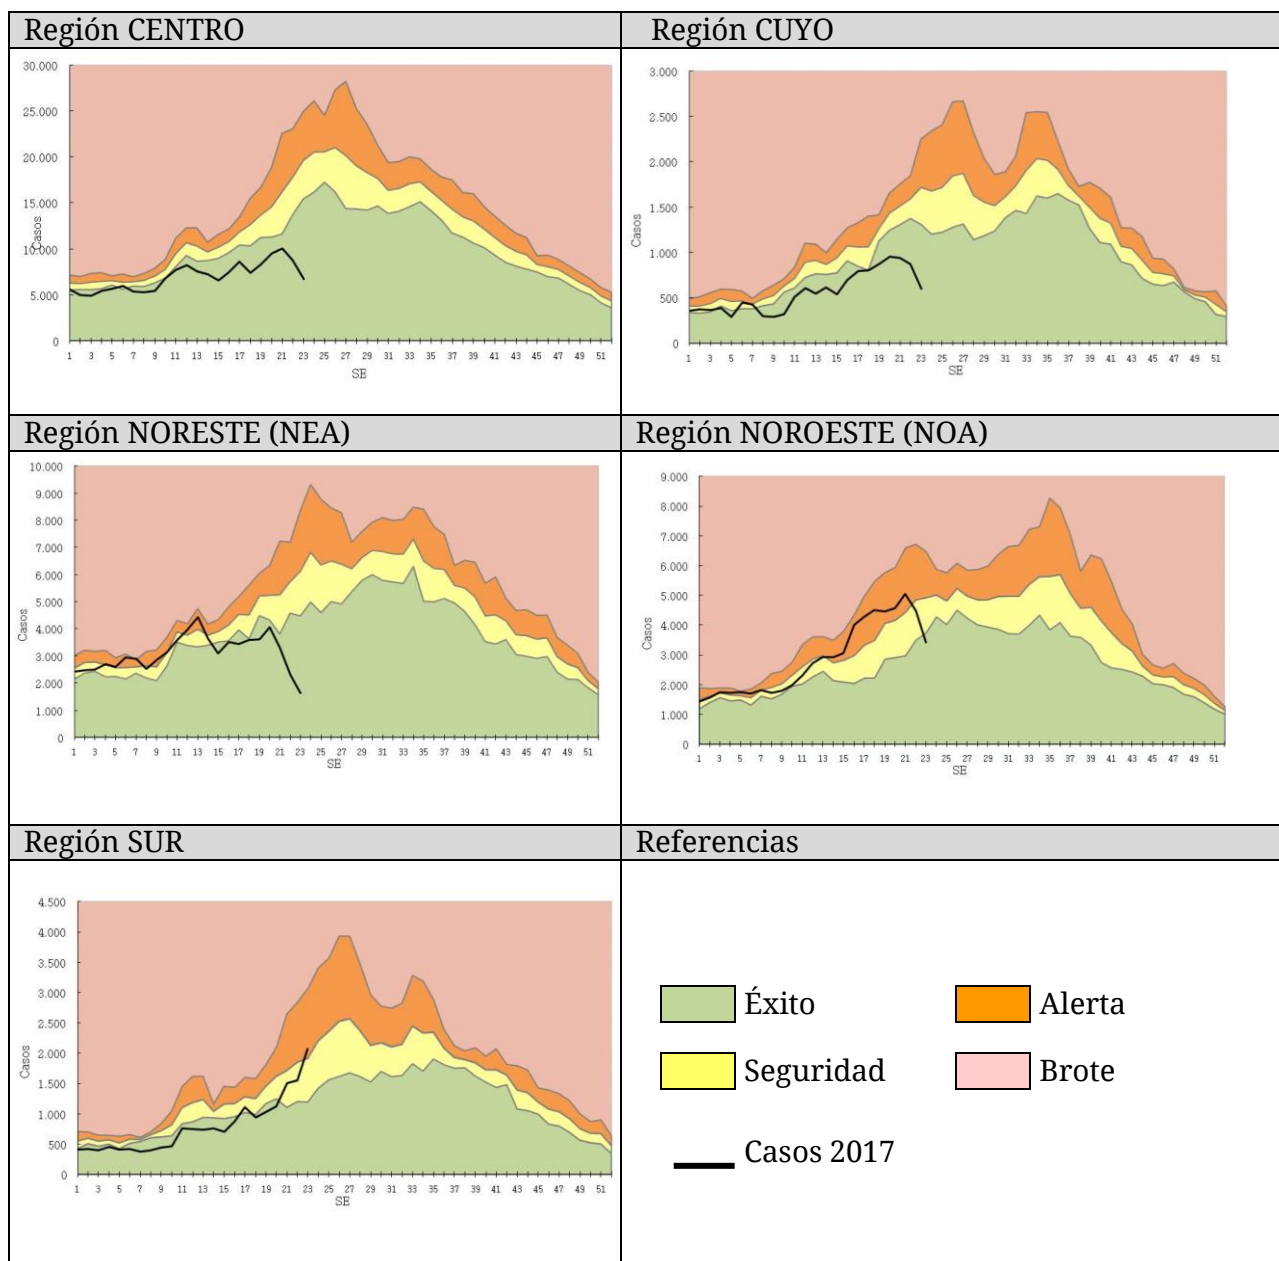 Región CENTRO
Región CUYO
30.000
25.000
20.000
15.000
10.000
5.000
0
Casos
1 3 5 7 9 11 13 15 17 19 21 23 25 27 29 31 33 35 37 39 41 43 45 47 49 51
SE
3.000
2.500
2.000
1.500
1.000
500
0
Casos
1 3 5 7 9 11 13 15 17 19 21 23 25 27 29 31 33 35 37 39 41 43 45 47 49 51
SE
Región NORESTE (NEA)
Región NOROESTE (NOA)
10.000
9.000
8.000
7.000
6.000
5.000
4.000
3.000
2.000
1.000
0
Casos
1 3 5 7 9 11 13 15 17 19 21 23 25 27 29 31 33 35 37 39 41 43 45 47 49 51
SE
9.000
8.000
7.000
6.000
5.000
4.000
3.000
2.000
1.000
0
Casos
1 3 5 7 9 11 13 15 17 19 21 23 25 27 29 31 33 35 37 39 41 43 45 47 49 51
SE
Región SUR
Referencias
4.500
4.000
3.500
3.000
2.500
2.000
1.500
1.000
500
0
Casos
1 3 5 7 9 11 13 15 17 19 21 23 25 27 29 31 33 35 37 39 41 43 45 47 49 51
SE
Éxito
Alerta
Seguridad
Brote
Casos 2017